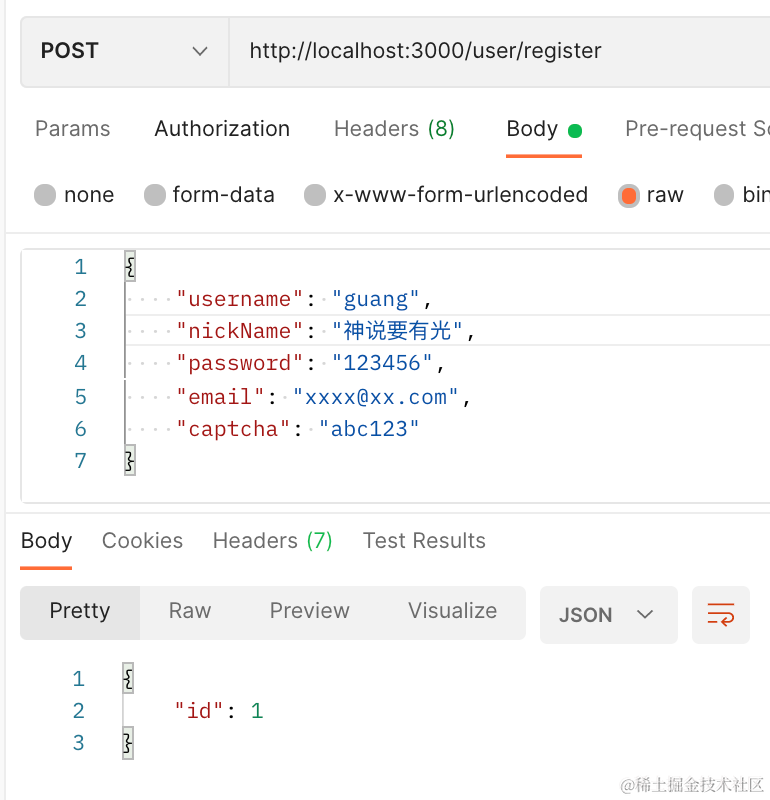 POST http://localhost:3000/user/register
Params Authorization Headers (8) Body Pre-request Sc
none form-data x-www-form-urlencoded raw bin
1 {
2 "username": "guang",
3 "nickName": "神说要有光",
4 "password": "123456",
5 "email": "xxxx@xx.com",
6 "captcha": "abc123"
7 }
Body Cookies Headers (7) Test Results
Pretty Raw Preview Visualize JSON
1 {
2 "id": 1
3 }
@稀土掘金技术社区